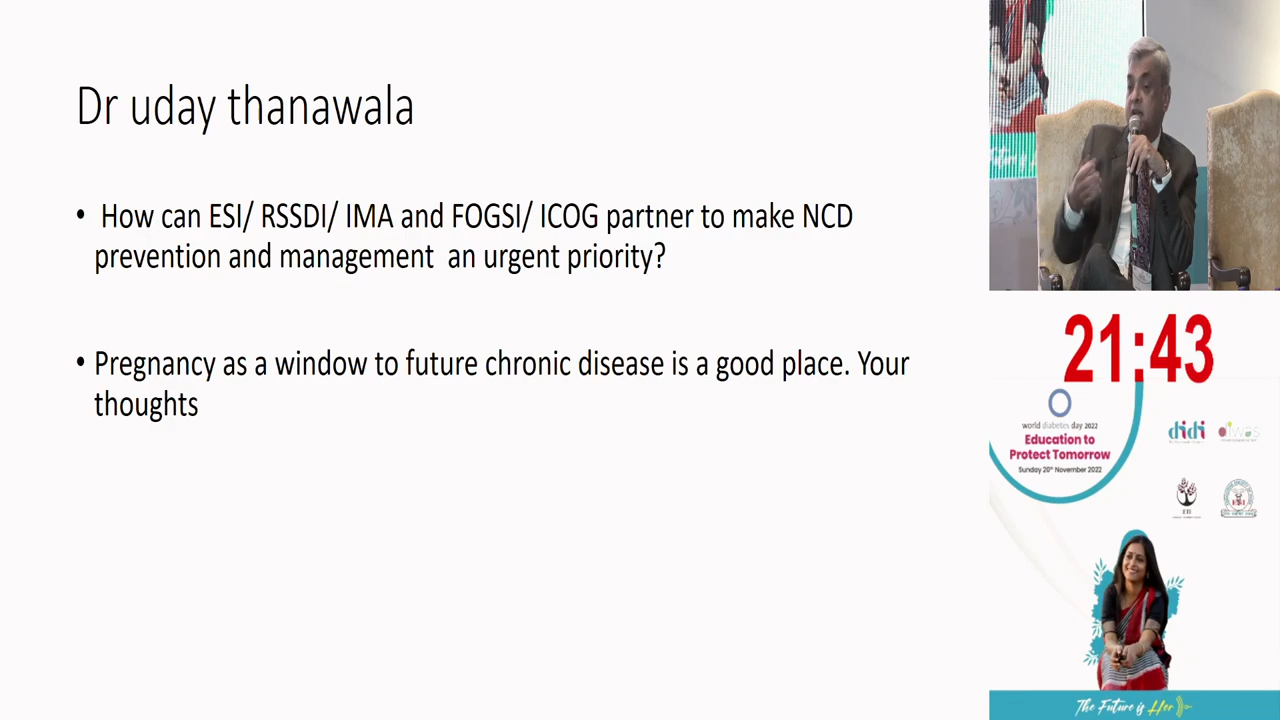 Dr uday thanawala
• How can ESI/ RSSDI/ IMA and FOGSI/ ICOG partner to make NCD
prevention and management an urgent priority?
• Pregnancy as a window to future chronic disease is a good place. Your
thoughts
21:43
world diabetes day 2022
Education to
Protect Tomorrow
Sunday 20th November 2022
didi
The Future is Her